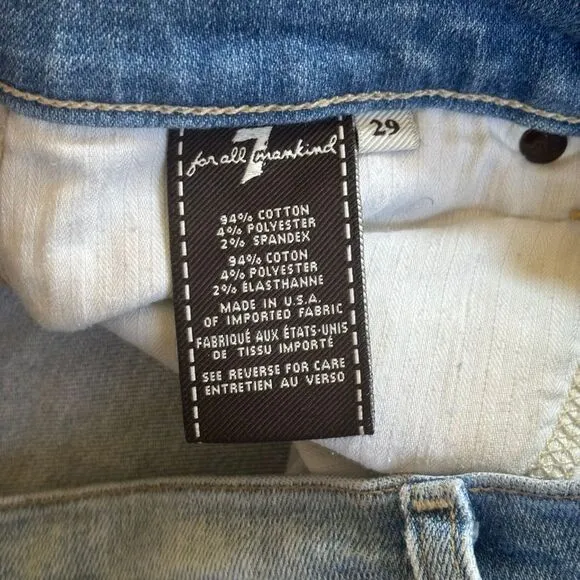 7
for all mankind
29
94% COTTON
4% POLYESTER
2% SPANDEX
94% COTON
4% POLYESTER
2% ÉLASTHANNE
MADE IN U.S.A.
OF IMPORTED FABRIC
FABRIQUÉ AUX ÉTATS-UNIS
DE TISSU IMPORTÉ
SEE REVERSE FOR CARE
ENTRETIEN AU VERSO